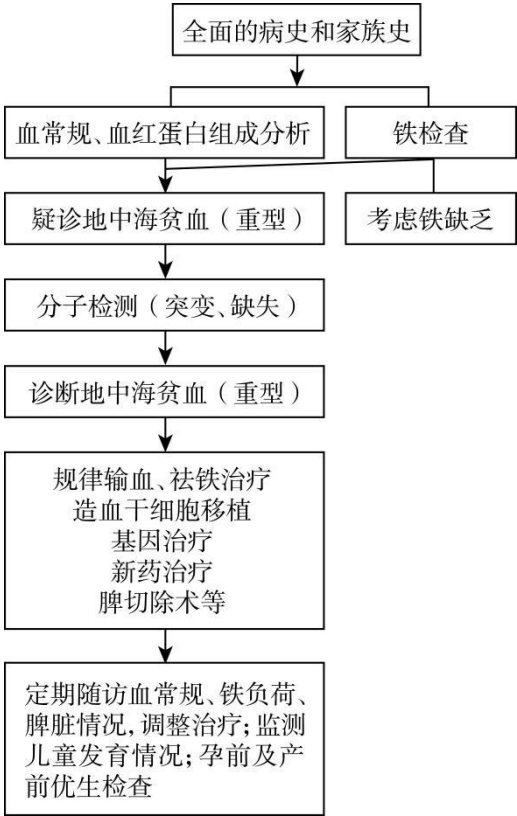 全面的病史和家族史
血常规、血红蛋白组成分析
铁检查
疑诊地中海贫血（重型）
考虑铁缺乏
分子检测（突变、缺失）
诊断地中海贫血（重型）
规律输血、祛铁治疗
造血干细胞移植
基因治疗
新药治疗
脾切除术等
定期随访血常规、铁负荷、
脾脏情况，调整治疗；监测
儿童发育情况；孕前及产
前优生检查